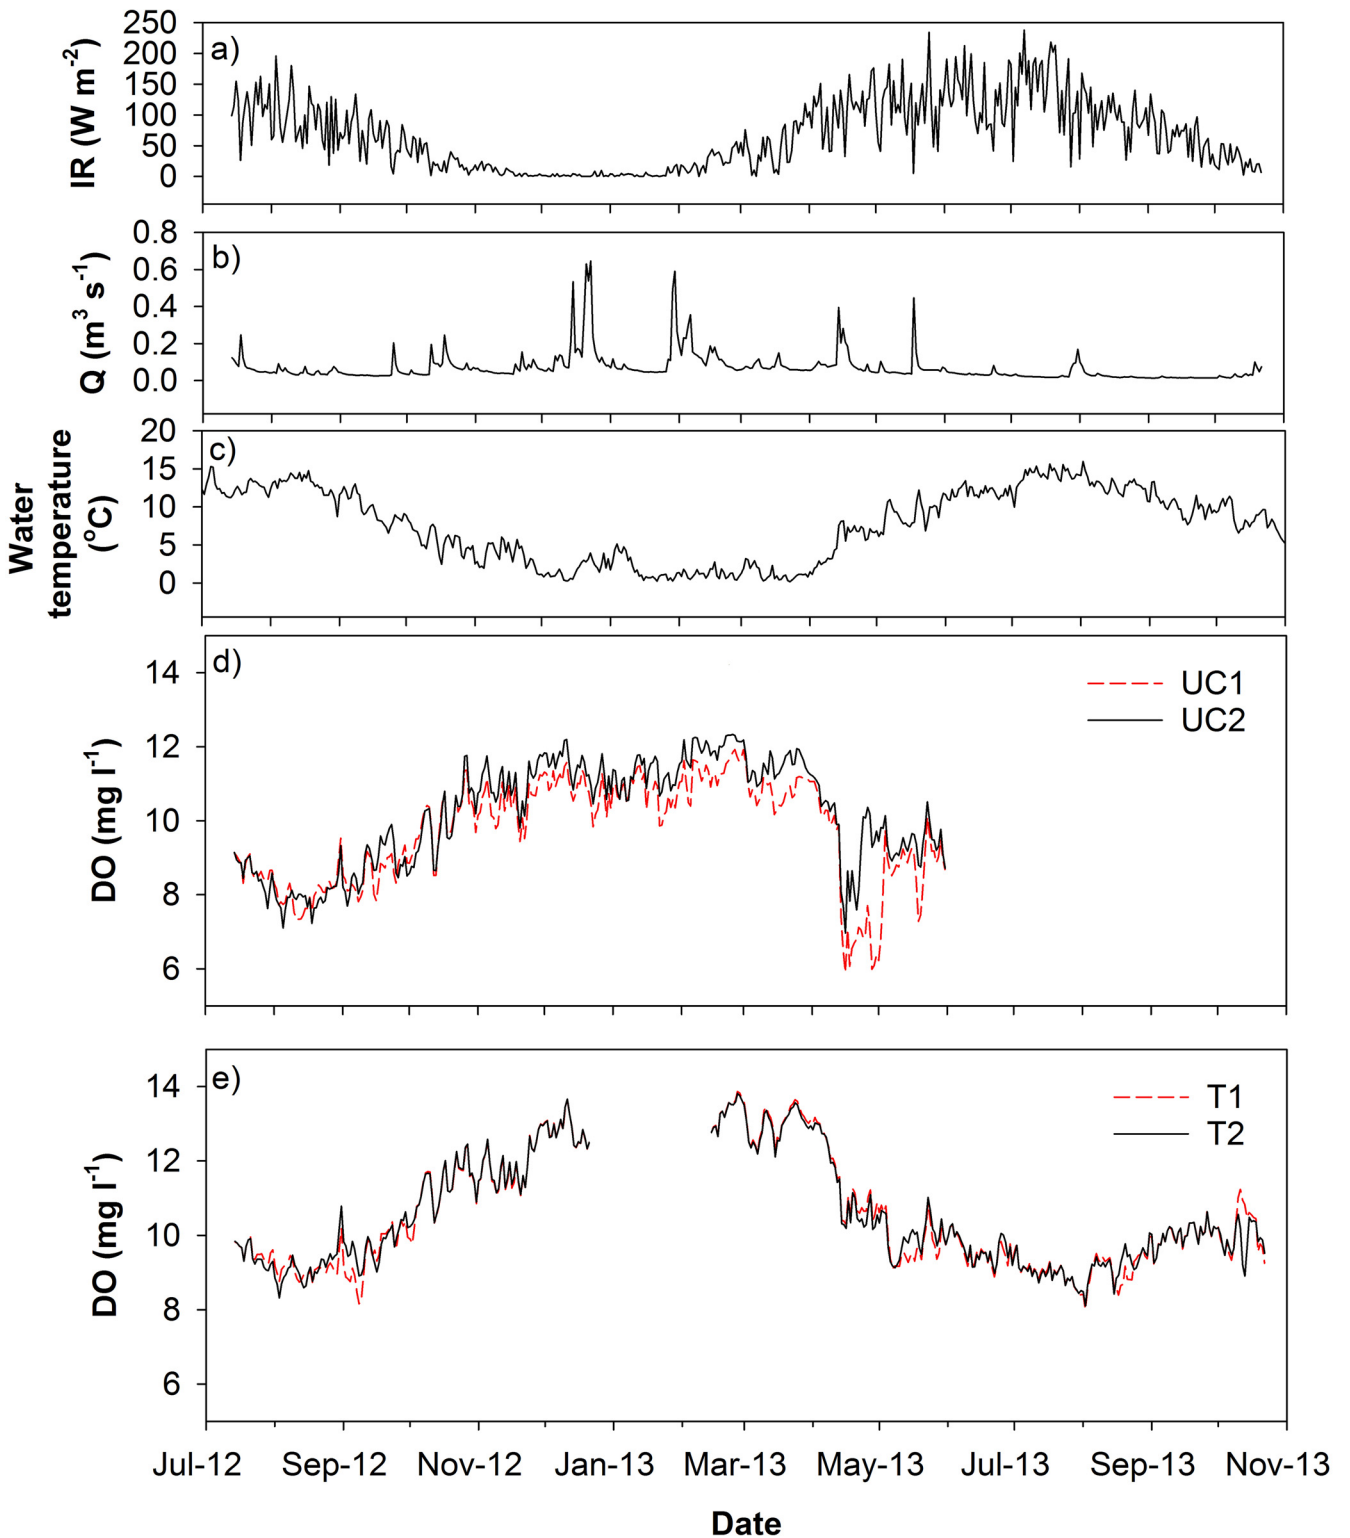 a)
IR (W m-2)
250
200
150
100
50
0
b)
Q (m3 s-1)
0.8
0.6
0.4
0.2
0.0
c)
Water
temperature
(oC)
20
15
10
5
0
d)
DO (mg l-1)
14
12
10
8
6
UC1
UC2
e)
DO (mg l-1)
14
12
10
8
6
T1
T2
Jul-12 Sep-12 Nov-12 Jan-13 Mar-13 May-13 Jul-13 Sep-13 Nov-13
Date